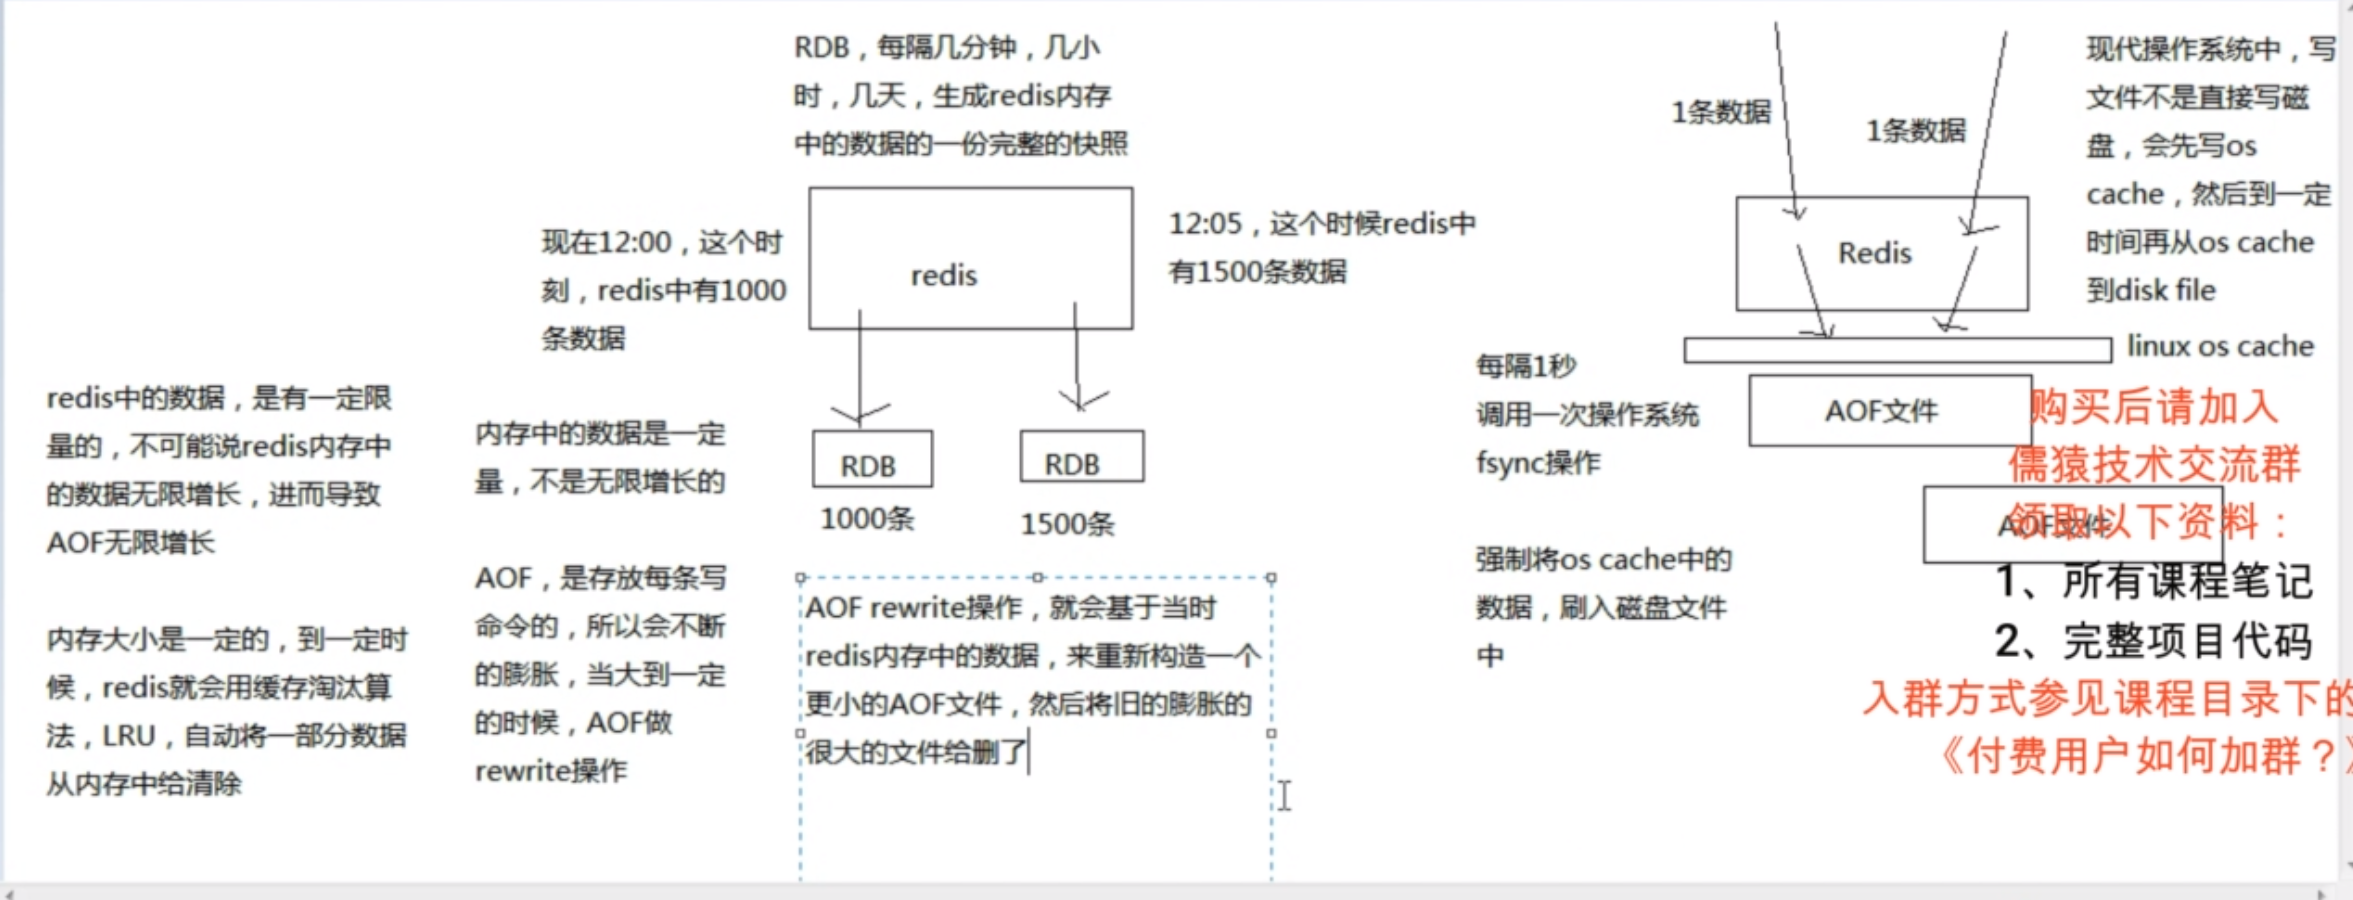 RDB，每隔几分钟，几小
时，几天，生成redis内存
中的数据的一份完整的快照
现在12:00，这个时
刻，redis中有1000
条数据
redis
12:05，这个时候redis中
有1500条数据
RDB
1000条
RDB
1500条
redis中的数据，是有一定限
量的，不可能说redis内存中
的数据无限增长，进而导致
AOF无限增长
内存大小是一定的，到一定时
候，redis就会用缓存淘汰算
法，LRU，自动将一部分数据
从内存中给清除
内存中的数据是一定
量，不是无限增长的
AOF，是存放每条写
命令的，所以会不断
的膨胀，当大到一定
的时候，AOF做
rewrite操作
AOF rewrite操作，就会基于当时
redis内存中的数据，来重新构造一个
更小的AOF文件，然后将旧的膨胀的
很大的文件给删了
1条数据
1条数据
Redis
现代操作系统中，写
文件不是直接写磁
盘，会先写os
cache，然后到一定
时间再从os cache
到disk file
linux os cache
每隔1秒
调用一次操作系统
fsync操作
强制将os cache中的
数据，刷入磁盘文件
中
AOF文件
AOF文件
购买后请加入
儒猿技术交流群
领取以下资料：
1、所有课程笔记
2、完整项目代码
入群方式参见课程目录下的
《付费用户如何加群？》